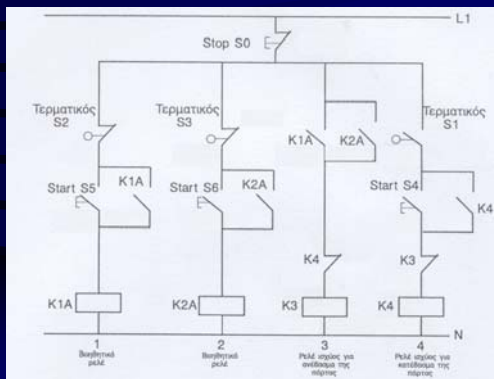 L1
Stop S0
Τερματικός
S2
Τερματικός
S3
Τερματικός
S1
K1A
K2A
K1A
Start S5
K2A
Start S6
Start S4
K4
K4
K3
K1A
K2A
K3
K4
N
1
2
3
4
Βοηθητικό
ρελέ
Βοηθητικό
ρελέ
Ρελέ ισχύος για
ανέβασμα της
πόρτας
Ρελέ ισχύος για
κατέβασμα της
πόρτας